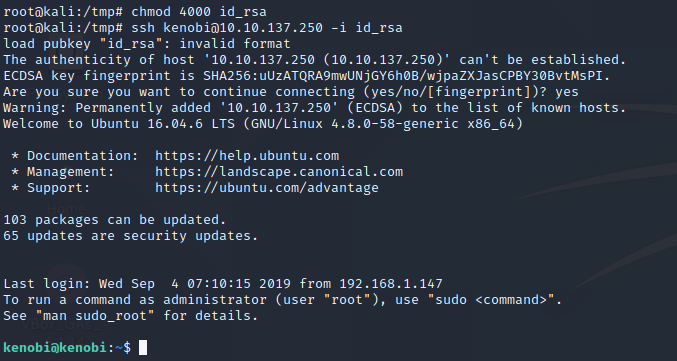 root@kali:/tmp# chmod 4000 id_rsa
root@kali:/tmp# ssh kenobi@10.10.137.250 -i id_rsa
load pubkey "id_rsa": invalid format
The authenticity of host '10.10.137.250 (10.10.137.250)' can't be established.
ECDSA key fingerprint is SHA256:uUzATQRA9mwUNjGY6h0B/wjpaZXJasCPBY30BvtMsPI.
Are you sure you want to continue connecting (yes/no/[fingerprint])? yes
Warning: Permanently added '10.10.137.250' (ECDSA) to the list of known hosts.
Welcome to Ubuntu 16.04.6 LTS (GNU/Linux 4.8.0-58-generic x86_64)

 * Documentation:  https://help.ubuntu.com
 * Management:     https://landscape.canonical.com
 * Support:        https://ubuntu.com/advantage

103 packages can be updated.
65 updates are security updates.


Last login: Wed Sep  4 07:10:15 2019 from 192.168.1.147
To run a command as administrator (user "root"), use "sudo <command>".
See "man sudo_root" for details.

kenobi@kenobi:~$